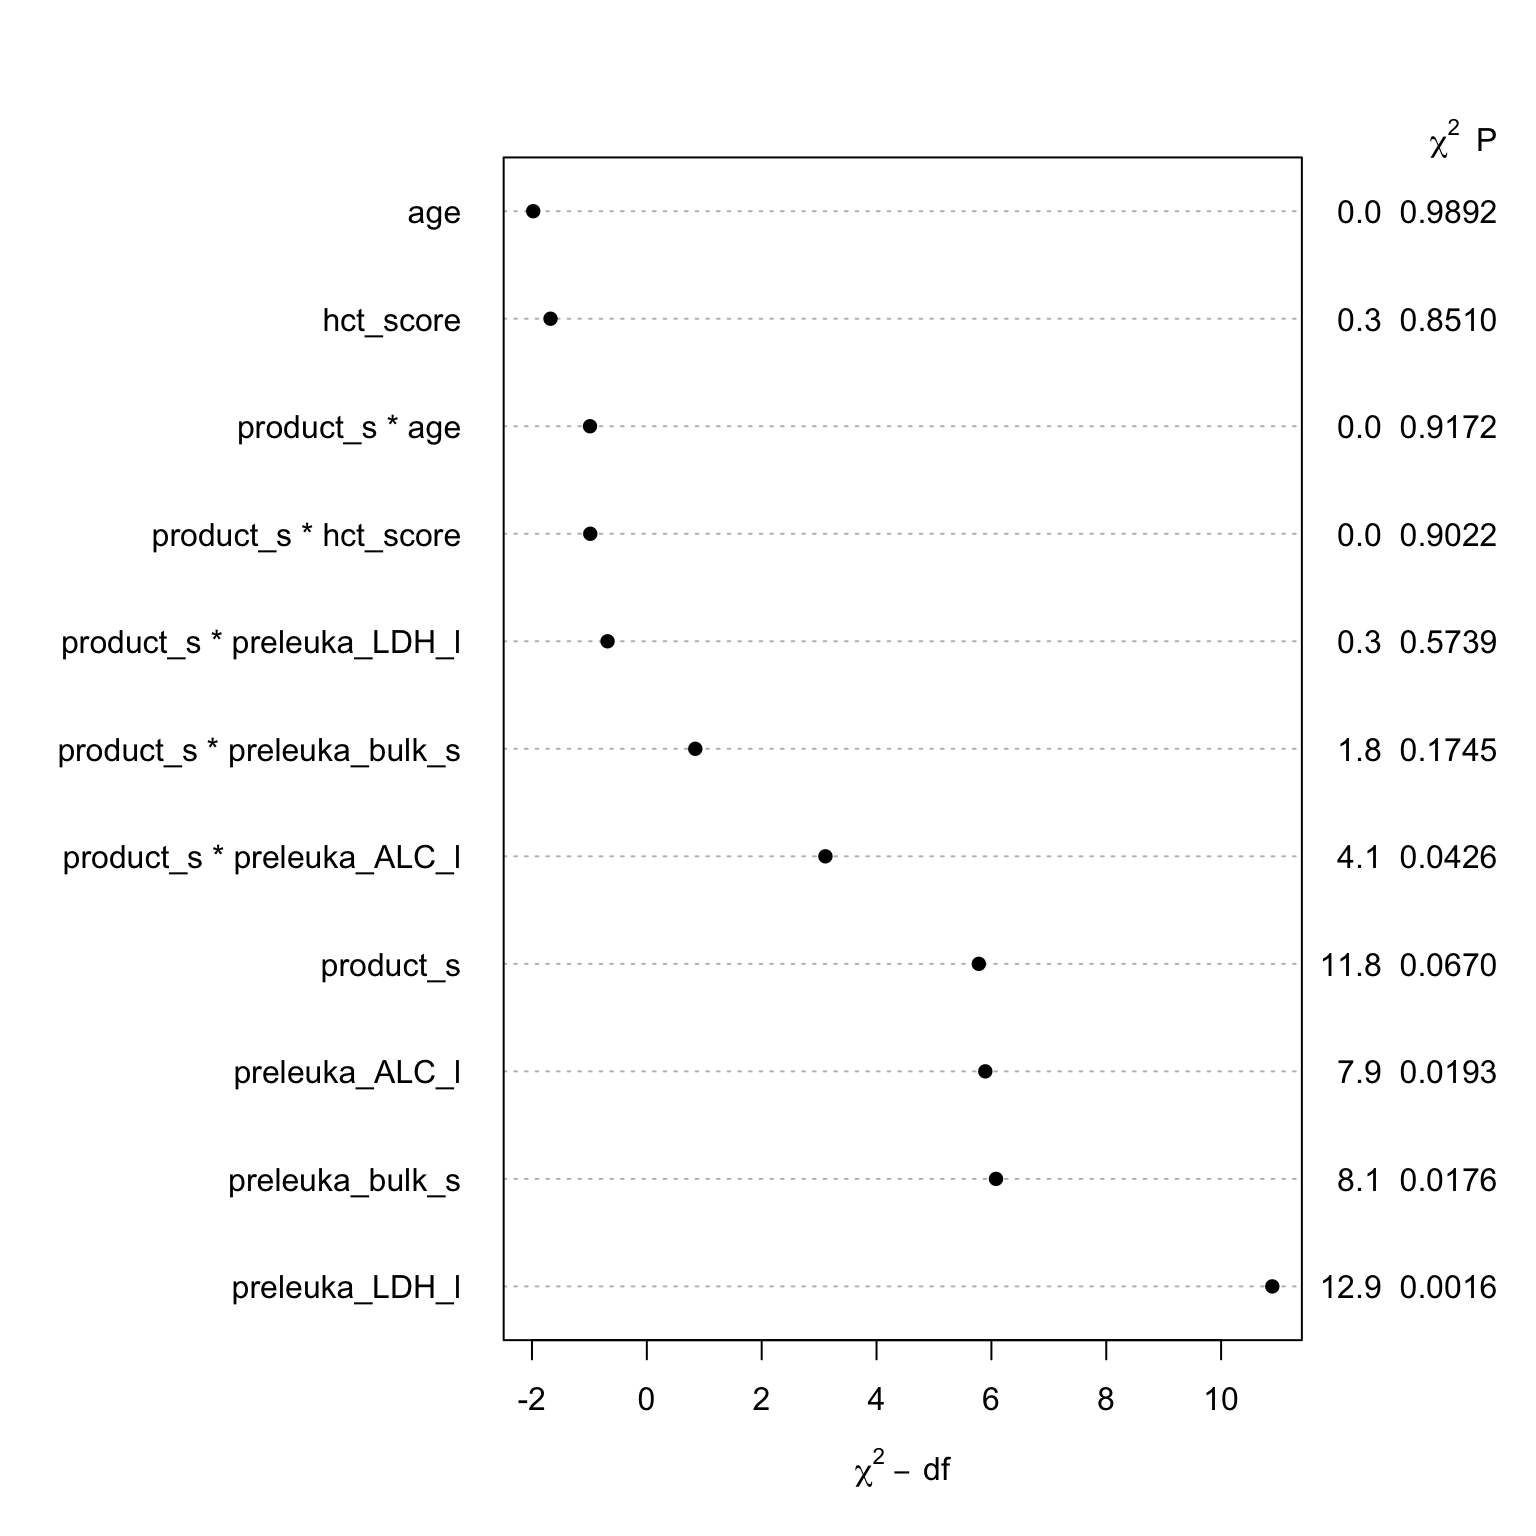 χ² P
age 0.0 0.9892
hct_score 0.3 0.8510
product_s * age 0.0 0.9172
product_s * hct_score 0.0 0.9022
product_s * preleuka_LDH_l 0.3 0.5739
product_s * preleuka_bulk_s 1.8 0.1745
product_s * preleuka_ALC_l 4.1 0.0426
product_s 11.8 0.0670
preleuka_ALC_l 7.9 0.0193
preleuka_bulk_s 8.1 0.0176
preleuka_LDH_l 12.9 0.0016
-2 0 2 4 6 8 10
χ² − df